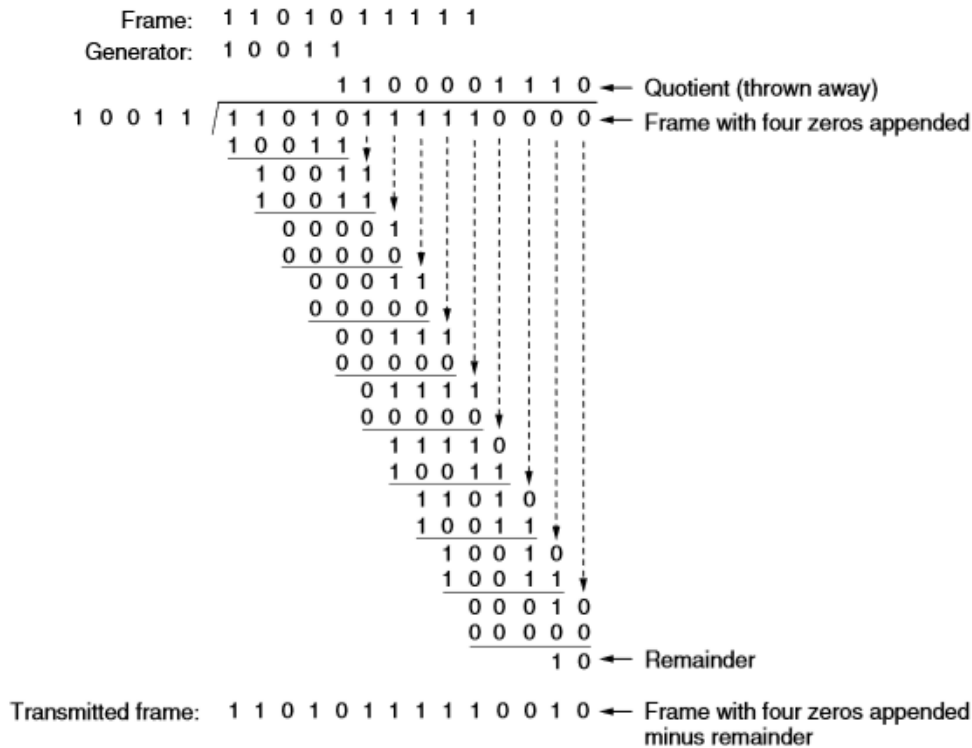 Frame: 1 1 0 1 0 1 1 1 1 1
Generator: 1 0 0 1 1
1 1 0 0 0 0 1 1 1 0 Quotient (thrown away)
1 0 0 1 1 1 1 0 1 0 1 1 1 1 1 0 0 0 0 Frame with four zeros appended
1 0 0 1 1
1 0 0 1 1
1 0 0 1 1
0 0 0 0 1
0 0 0 0 0
0 0 0 1 1
0 0 0 0 0
0 0 1 1 1
0 0 0 0 0
0 1 1 1 1
0 0 0 0 0
1 1 1 1 0
1 0 0 1 1
1 1 0 1 0
1 0 0 1 1
1 0 0 1 0
1 0 0 1 1
0 0 0 1 0
0 0 0 0 0
1 0 Remainder
Transmitted frame: 1 1 0 1 0 1 1 1 1 1 0 0 1 0 Frame with four zeros appended
minus remainder